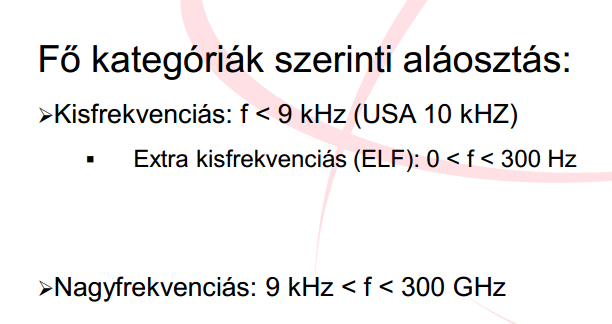 Fő kategóriák szerinti aláosztás:
➢Kisfrekvenciás: f < 9 kHz (USA 10 kHZ)
▪ Extra kisfrekvenciás (ELF): 0 < f < 300 Hz
➢Nagyfrekvenciás: 9 kHz < f < 300 GHz